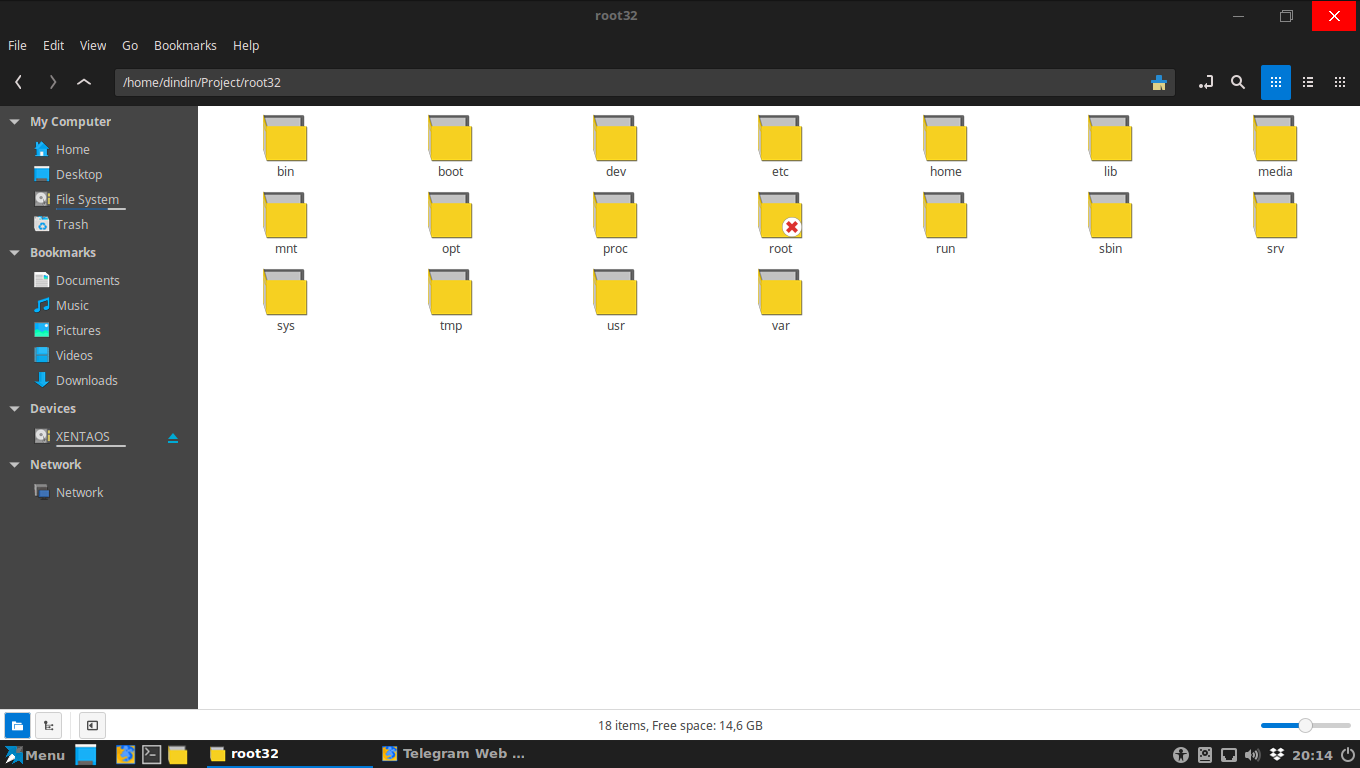 root32
File Edit View Go Bookmarks Help
/home/dindin/Project/root32
My Computer
Home
Desktop
File System
Trash
Bookmarks
Documents
Music
Pictures
Videos
Downloads
Devices
XENTAOS
Network
Network
bin boot dev etc home lib media
mnt opt proc root run sbin srv
sys tmp usr var
18 items, Free space: 14,6 GB
Menu root32 Telegram Web ... 20:14